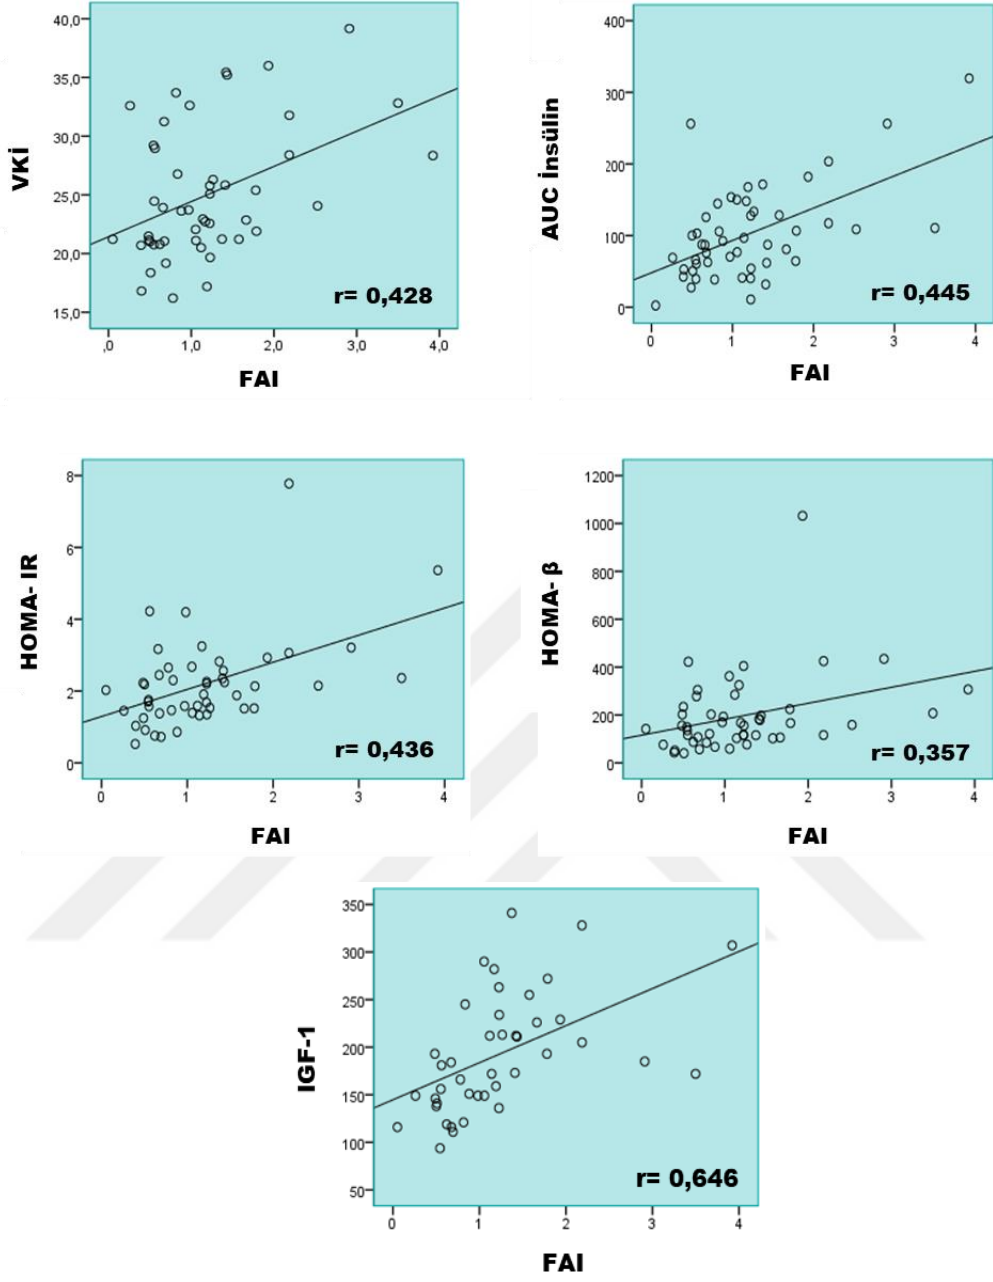 40,0
35,0
30,0
25,0
20,0
15,0
VKİ
,0 1,0 2,0 3,0 4,0
FAI
r= 0,428
400
300
200
100
0
AUC İnsülin
0 1 2 3 4
FAI
r= 0,445
8
6
4
2
0
HOMA- IR
0 1 2 3 4
FAI
r= 0,436
1200
1000
800
600
400
200
0
HOMA- β
0 1 2 3 4
FAI
r= 0,357
350
300
250
200
150
100
50
IGF-1
0 1 2 3 4
FAI
r= 0,646